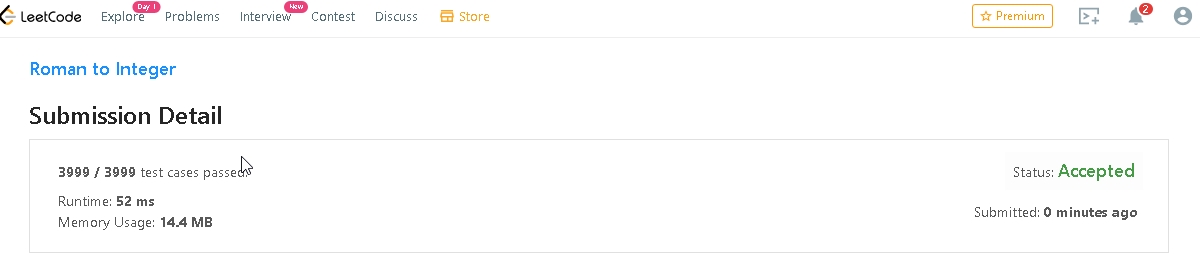 LeetCode Explore Day 1 Problems Interview New Contest Discuss Store Premium 2
Roman to Integer
Submission Detail
3999 / 3999 test cases passed.
Status: Accepted
Runtime: 52 ms
Memory Usage: 14.4 MB
Submitted: 0 minutes ago